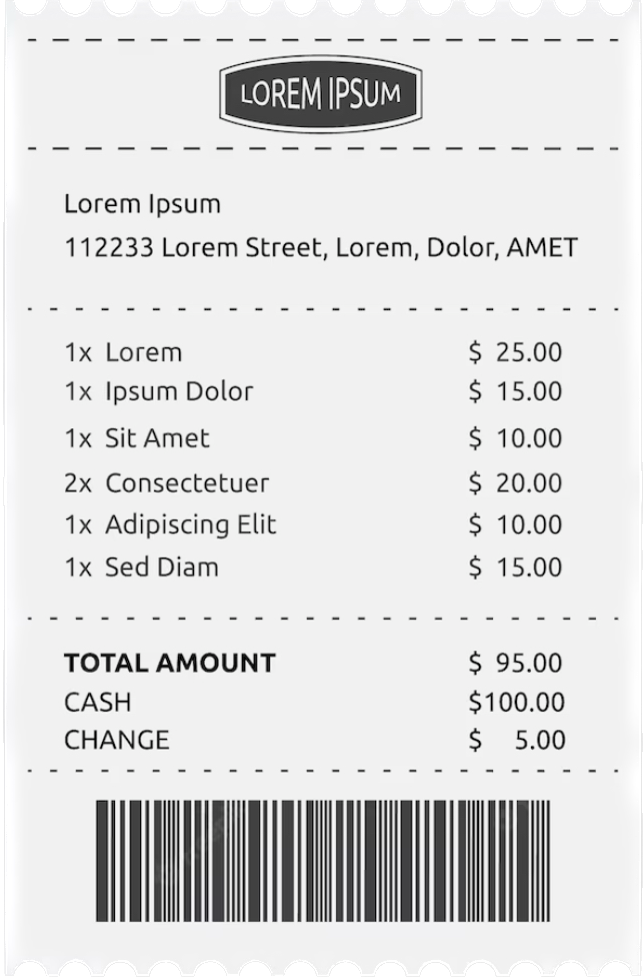 LOREM IPSUM
Lorem Ipsum
112233 Lorem Street, Lorem, Dolor, AMET
1x Lorem $ 25.00
1x Ipsum Dolor $ 15.00
1x Sit Amet $ 10.00
2x Consectetuer $ 20.00
1x Adipiscing Elit $ 10.00
1x Sed Diam $ 15.00
TOTAL AMOUNT $ 95.00
CASH $100.00
CHANGE $ 5.00